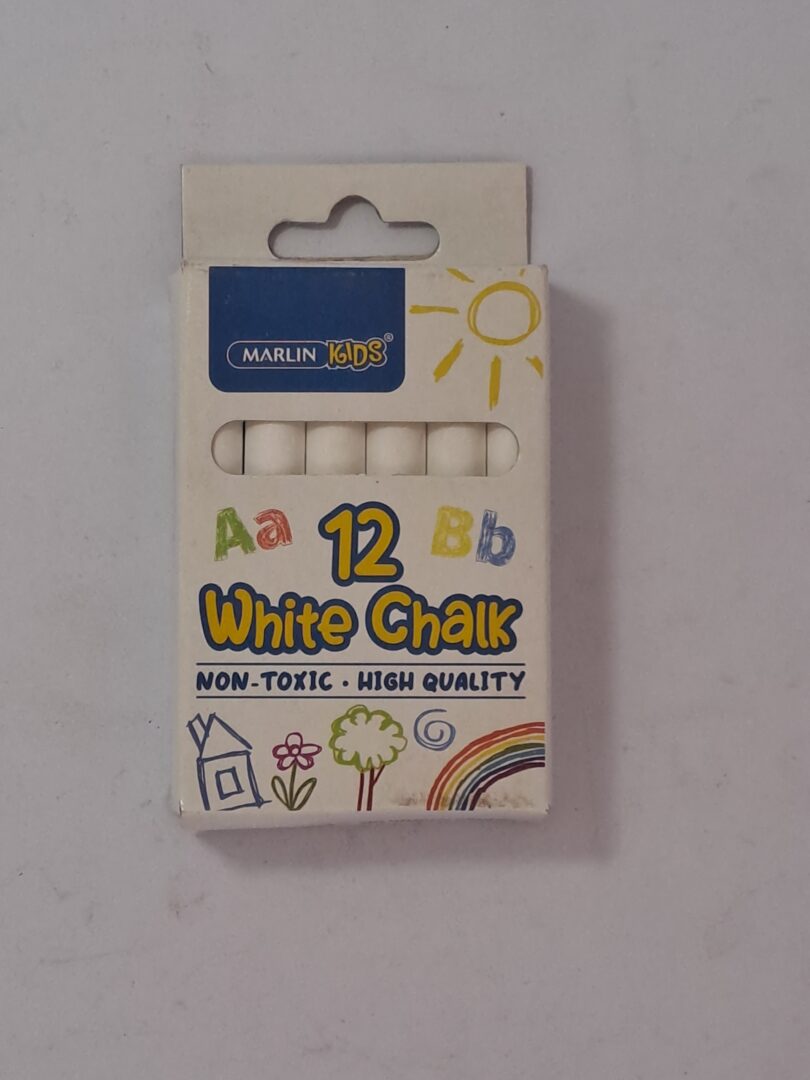 MARLIN KIDS®
Aa 12 Bb
White Chalk
NON-TOXIC · HIGH QUALITY